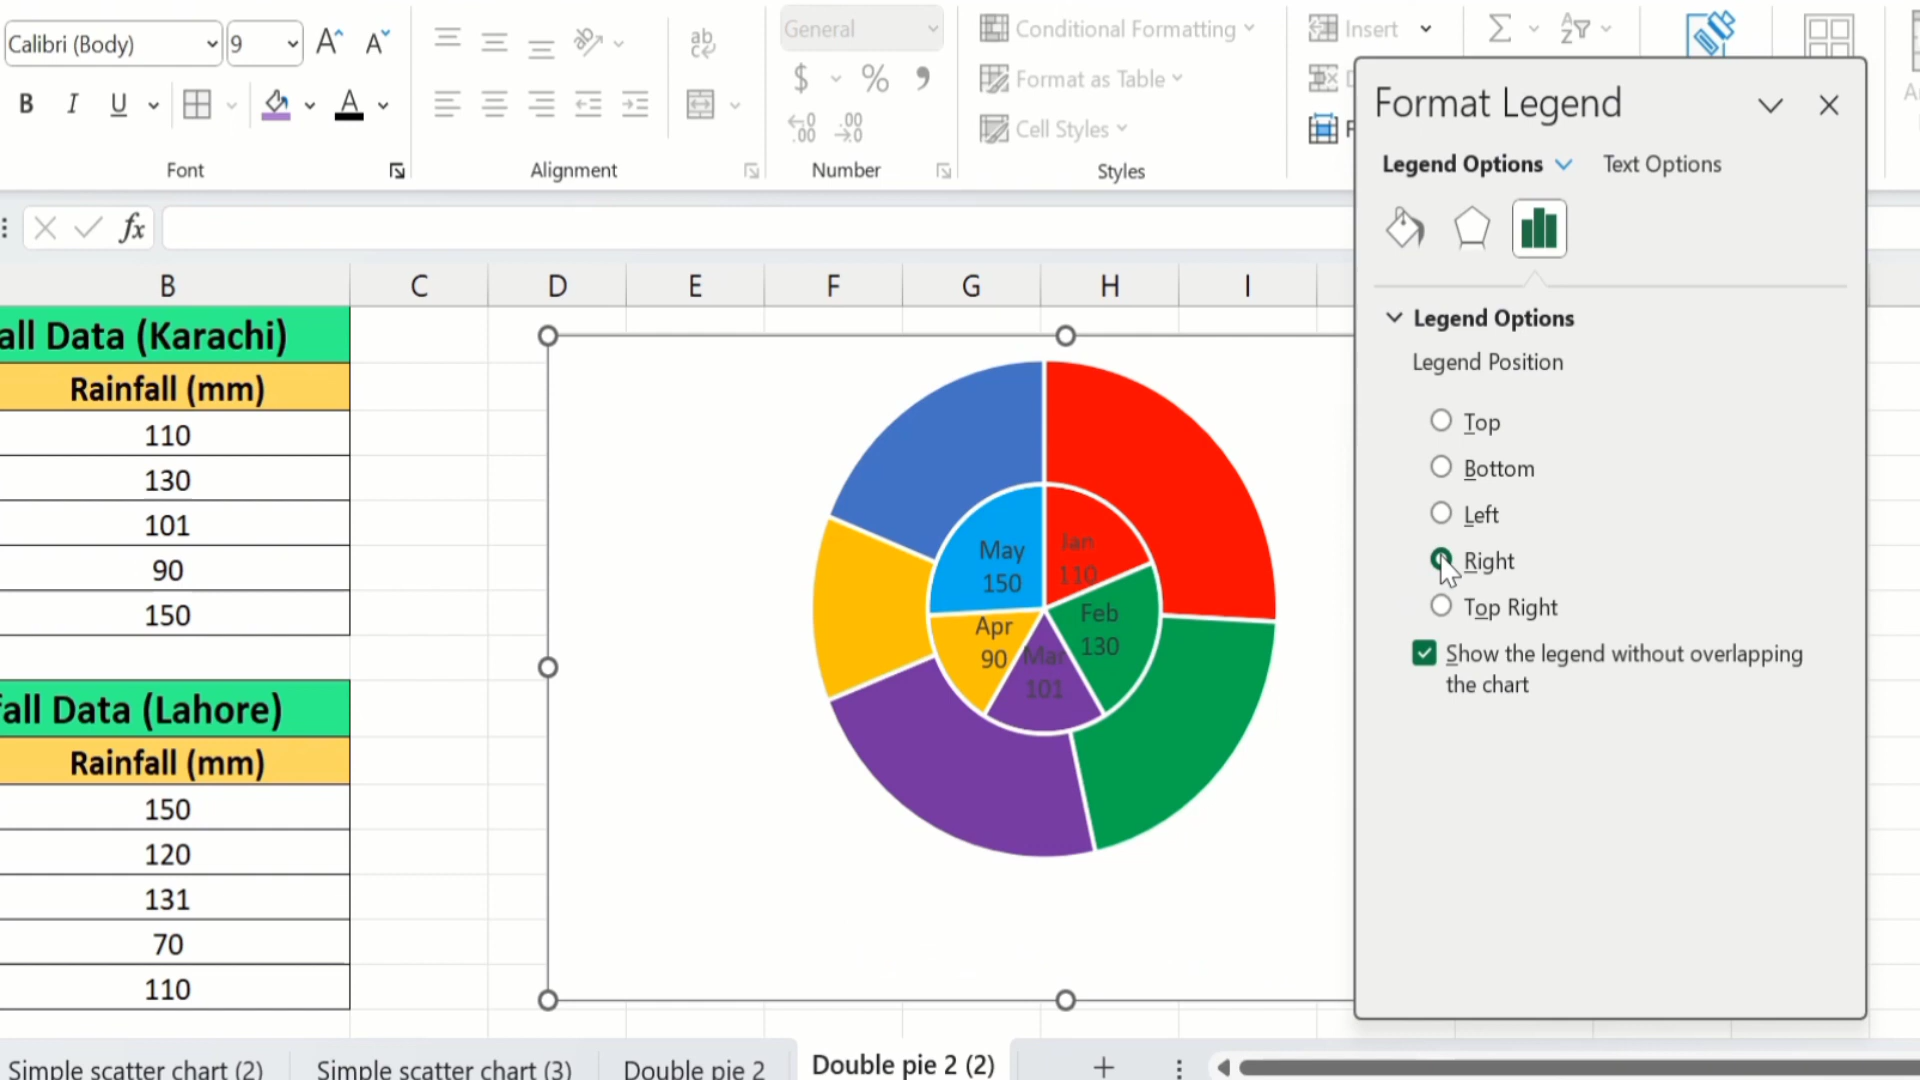 Calibri (Body)
9
A
A
ab
General
Conditional Formatting
Insert
B
I
U
A
$
%
Format as Table
.00
.00
Cell Styles
Font
Alignment
Number
Styles
Format Legend
Legend Options
Text Options
fx
B
C
D
E
F
G
H
I
Legend Options
Legend Position
Top
Bottom
Left
Right
Top Right
Show the legend without overlapping
the chart
all Data (Karachi)
Rainfall (mm)
110
130
101
90
150
fall Data (Lahore)
Rainfall (mm)
150
120
131
70
110
May
150
Jan
110
Feb
130
Apr
90
Mar
101
Simple scatter chart (2)
Simple scatter chart (3)
Double pie 2
Double pie 2 (2)